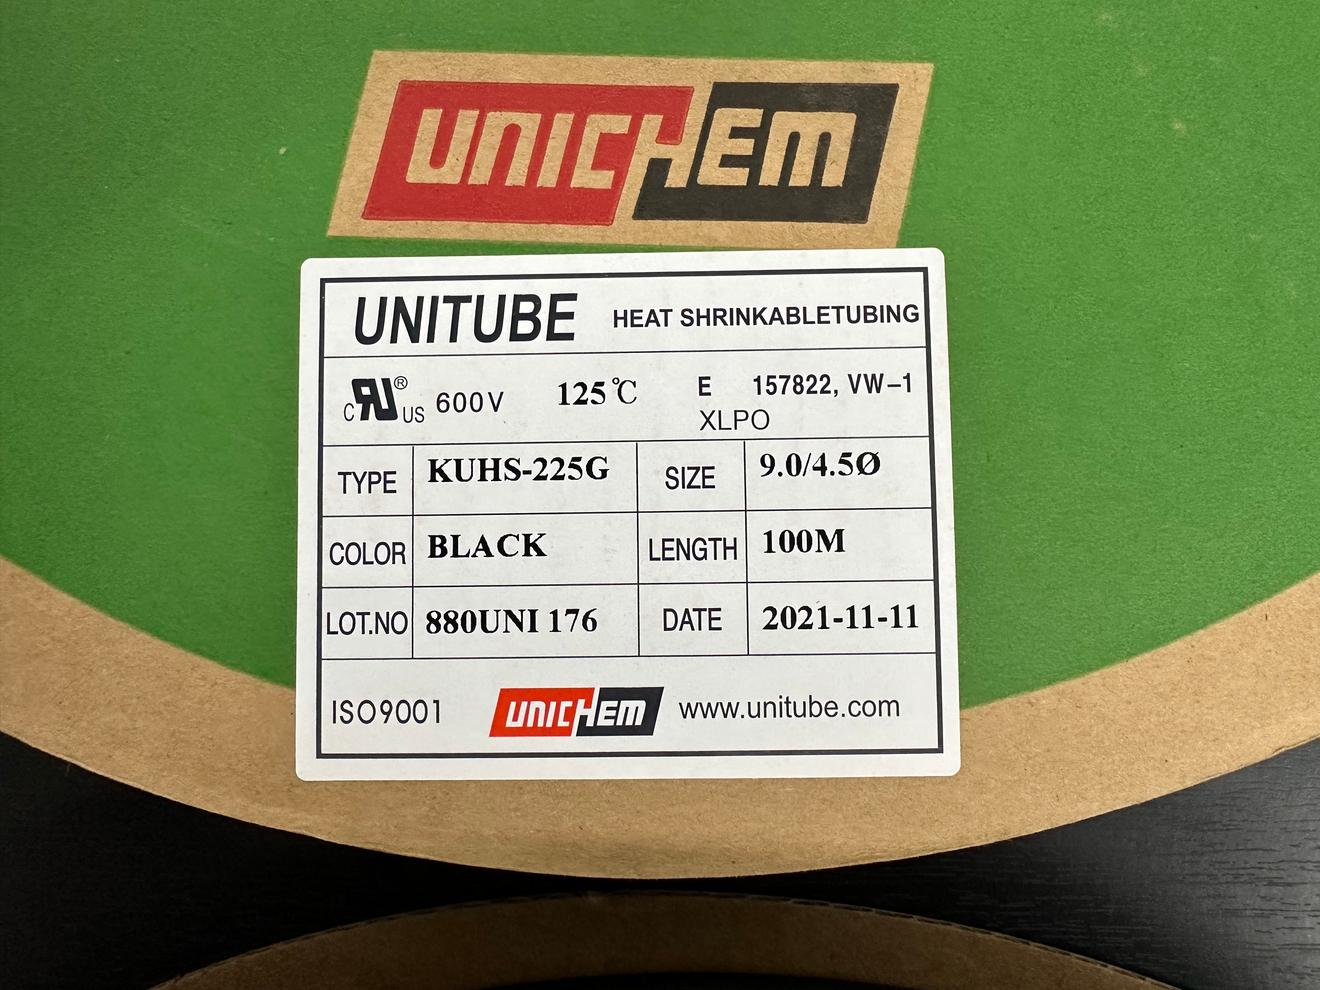 UNICHEM
UNITUBE HEAT SHRINKABLETUBING
C RU® US 600V 125℃ E 157822, VW-1
XLPO
TYPE KUHS-225G SIZE 9.0/4.5Ø
COLOR BLACK LENGTH 100M
LOT.NO 880UNI 176 DATE 2021-11-11
ISO9001 UNICHEM www.unitube.com